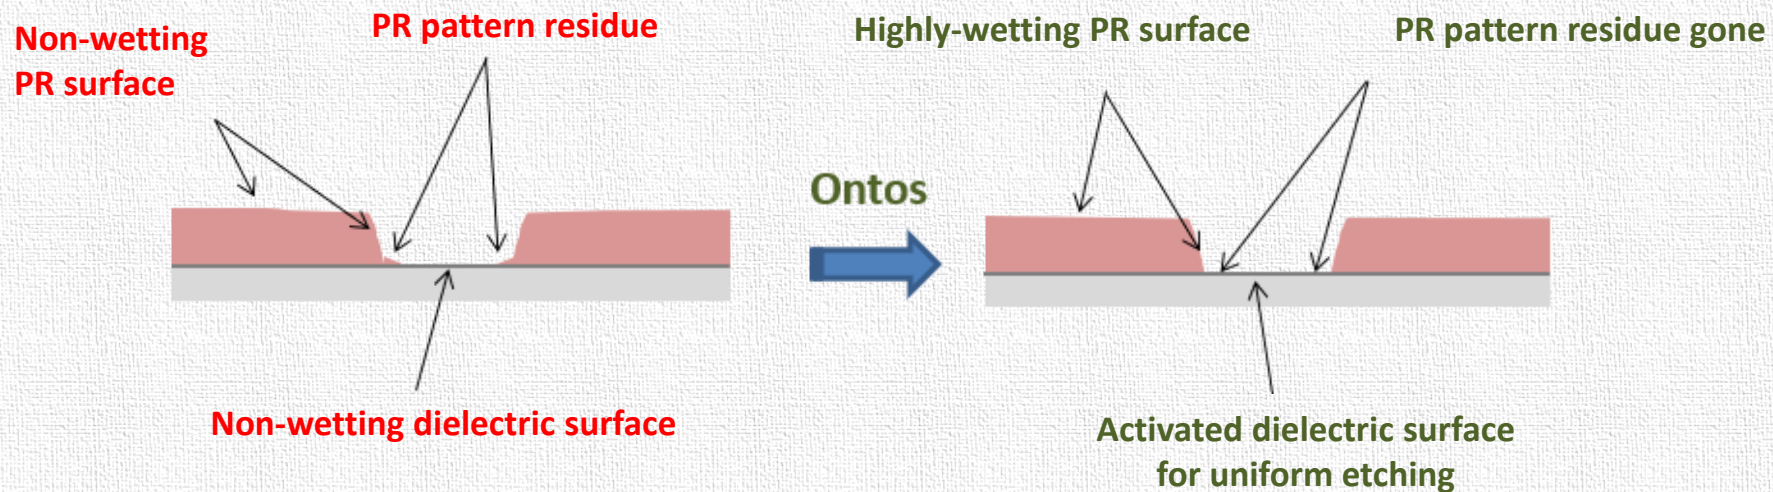 Non-wetting
PR surface
PR pattern residue
Non-wetting dielectric surface
Ontos
Highly-wetting PR surface
PR pattern residue gone
Activated dielectric surface
for uniform etching